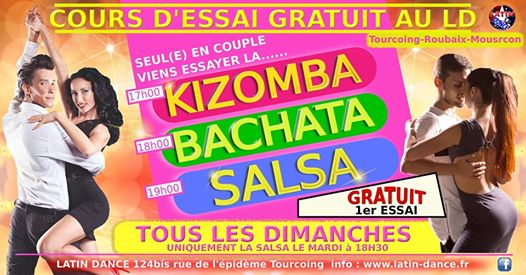 COURS D'ESSAI GRATUIT AU LD
LATIN
Tourcoing-Roubaix-Mousrcon
SEUL(E) EN COUPLE
VIENS ESSAYER LA......
17h00 KIZOMBA
18h00 BACHATA
19h00 SALSA
GRATUIT
1er ESSAI
TOUS LES DIMANCHES
UNIQUEMENT LA SALSA LE MARDI à 18H30
LATIN DANCE 124bis rue de l'épidème Tourcoing info : www.latin-dance.fr